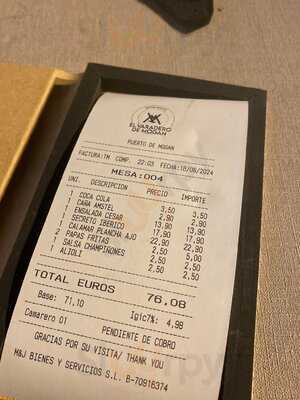 EL VARADERO
DE MOGAN
PUERTO DE MOGAN
FACTURA:TM COMP. 22:03 FECHA:18/08/2024
MESA:004
UNI. DESCRIPCION PRECIO IMPORTE
1 COCA COLA 3,50 3,50
1 CAÑA AMSTEL 2,90 2,90
1 ENSALADA CESAR 13,90 13,90
1 SECRETO IBERICO 17,90 17,90
1 CALAMAR PLANCHA AJO 22,90 22,90
2 PAPAS FRITAS 2,50 5,00
1 SALSA CHAMPIÑONES 2,50 2,50
1 ALIOLI 2,50 2,50
TOTAL EUROS 76,08
Base: 71,10 Igic7%: 4,98
Camarero 01 PENDIENTE DE COBRO
GRACIAS POR SU VISITA/ THANK YOU
M&J BIENES Y SERVICIOS S.L. B-70916374